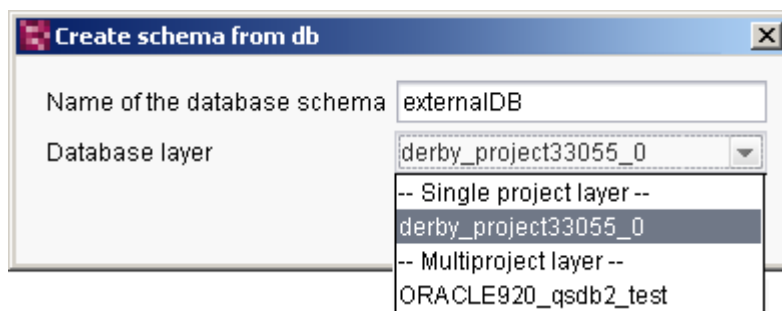 Create schema from db
Name of the database schema externalDB
Database layer derby_project33055_0
-- Single project layer --
derby_project33055_0
-- Multiproject layer --
ORACLE920_qsdb2_test